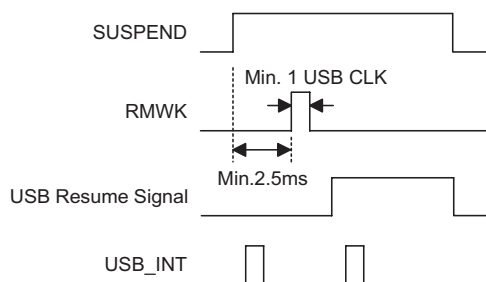 SUSPEND
Min. 1 USB CLK
RMWK
Min.2.5ms
USB Resume Signal
USB_INT